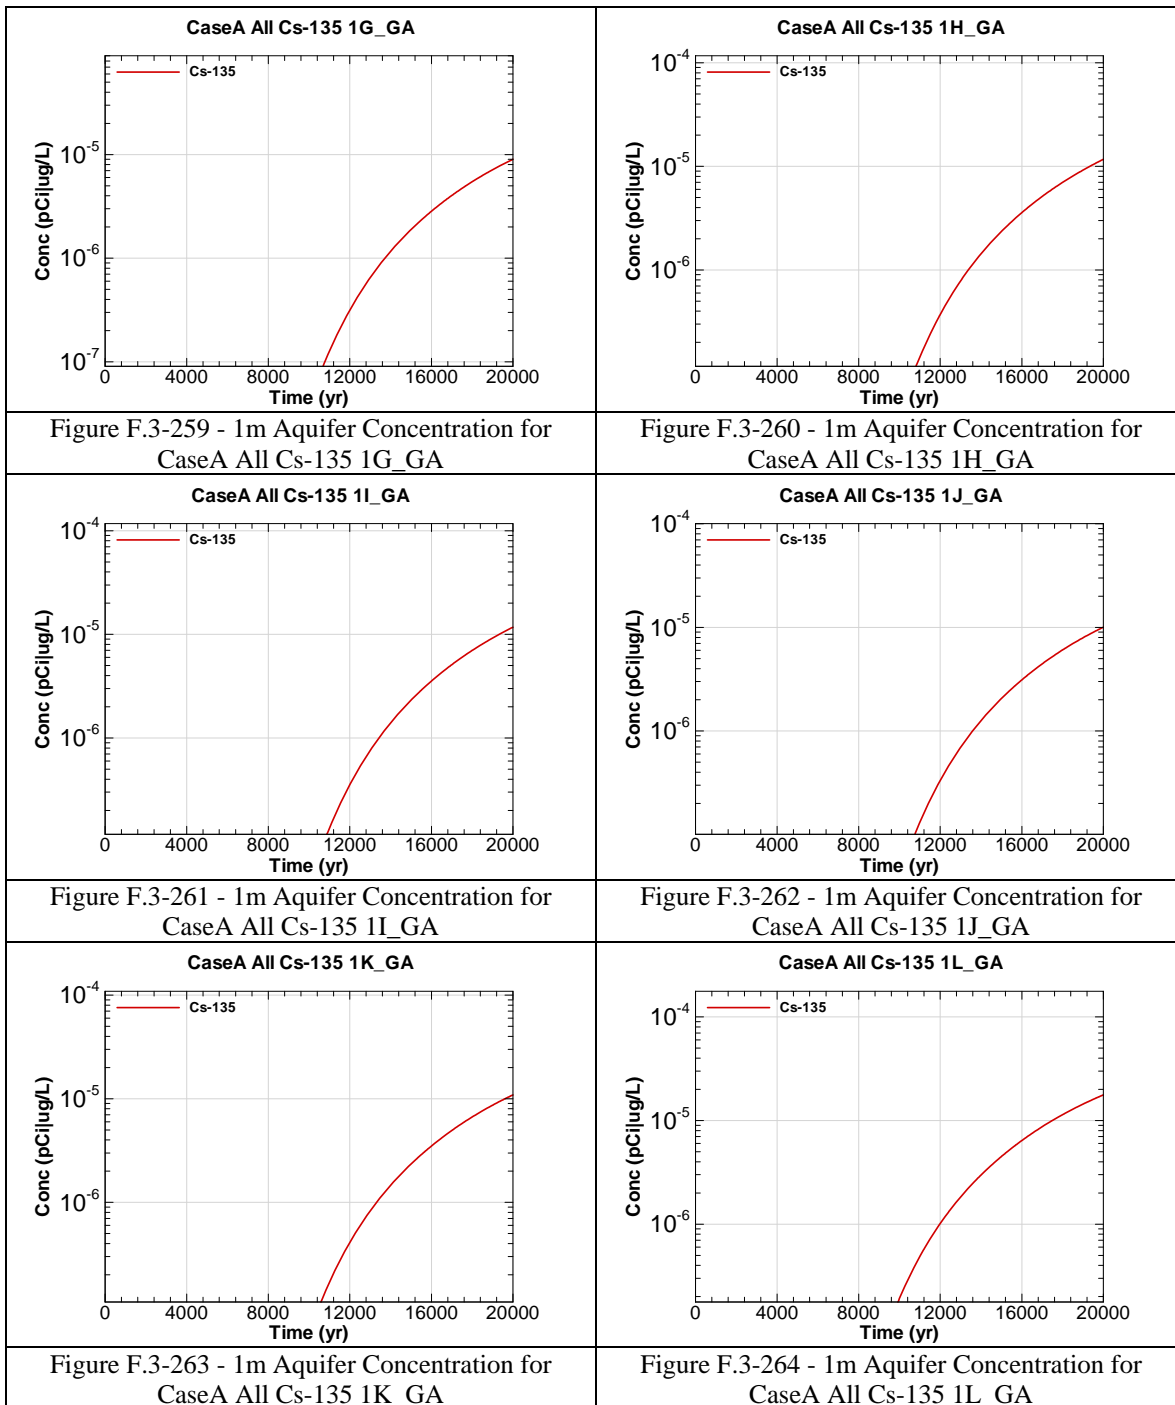 CaseA All Cs-135 1G_GA
Cs-135
Conc (pCi|ug/L)
10-5
10-6
10-7
0 4000 8000 12000 16000 20000
Time (yr)
Figure F.3-259 - 1m Aquifer Concentration for
CaseA All Cs-135 1G_GA
CaseA All Cs-135 1H_GA
Cs-135
Conc (pCi|ug/L)
10-4
10-5
10-6
0 4000 8000 12000 16000 20000
Time (yr)
Figure F.3-260 - 1m Aquifer Concentration for
CaseA All Cs-135 1H_GA
CaseA All Cs-135 1I_GA
Cs-135
Conc (pCi|ug/L)
10-4
10-5
10-6
0 4000 8000 12000 16000 20000
Time (yr)
Figure F.3-261 - 1m Aquifer Concentration for
CaseA All Cs-135 1I_GA
CaseA All Cs-135 1J_GA
Cs-135
Conc (pCi|ug/L)
10-4
10-5
10-6
0 4000 8000 12000 16000 20000
Time (yr)
Figure F.3-262 - 1m Aquifer Concentration for
CaseA All Cs-135 1J_GA
CaseA All Cs-135 1K_GA
Cs-135
Conc (pCi|ug/L)
10-4
10-5
10-6
0 4000 8000 12000 16000 20000
Time (yr)
Figure F.3-263 - 1m Aquifer Concentration for
CaseA All Cs-135 1K_GA
CaseA All Cs-135 1L_GA
Cs-135
Conc (pCi|ug/L)
10-4
10-5
10-6
0 4000 8000 12000 16000 20000
Time (yr)
Figure F.3-264 - 1m Aquifer Concentration for
CaseA All Cs-135 1L_GA